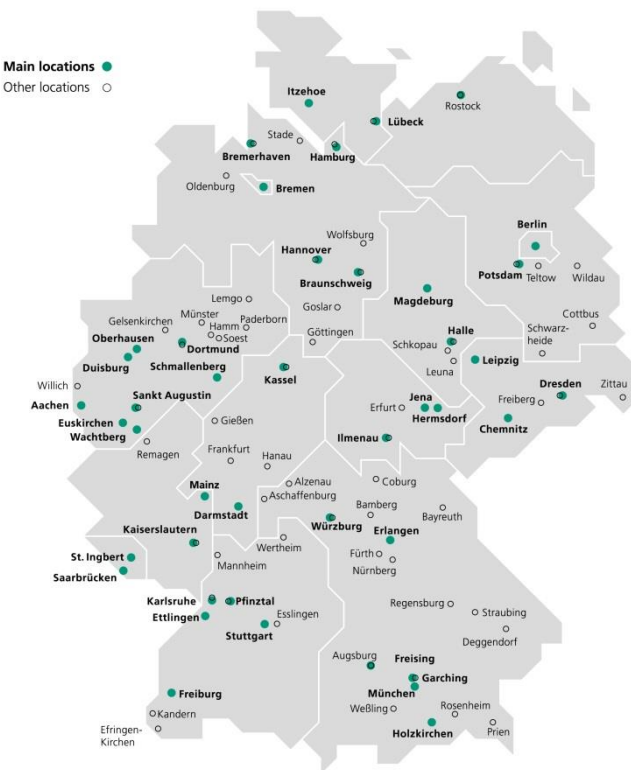 Main locations
Other locations
Itzehoe
Rostock
Lübeck
Stade
Bremerhaven
Hamburg
Oldenburg
Bremen
Berlin
Wolfsburg
Hannover
Potsdam
Teltow
Wildau
Braunschweig
Magdeburg
Lemgo
Goslar
Cottbus
Münster
Gelsenkirchen
Hamm
Paderborn
Soest
Göttingen
Halle
Schwarz-
heide
Oberhausen
Dortmund
Schkopau
Leipzig
Duisburg
Schmallenberg
Kassel
Leuna
Willich
Sankt Augustin
Jena
Dresden
Zittau
Aachen
Erfurt
Freiberg
Euskirchen
Gießen
Hermsdorf
Chemnitz
Wachtberg
Ilmenau
Remagen
Frankfurt
Hanau
Mainz
Alzenau
Coburg
Aschaffenburg
Bamberg
Darmstadt
Bayreuth
Würzburg
Kaiserslautern
Erlangen
Wertheim
St. Ingbert
Mannheim
Fürth
Saarbrücken
Nürnberg
Karlsruhe
Pfinztal
Regensburg
Ettlingen
Esslingen
Straubing
Stuttgart
Deggendorf
Augsburg
Freising
Garching
Freiburg
München
Kandern
Weßling
Rosenheim
Efringen-
Kirchen
Holzkirchen
Prien